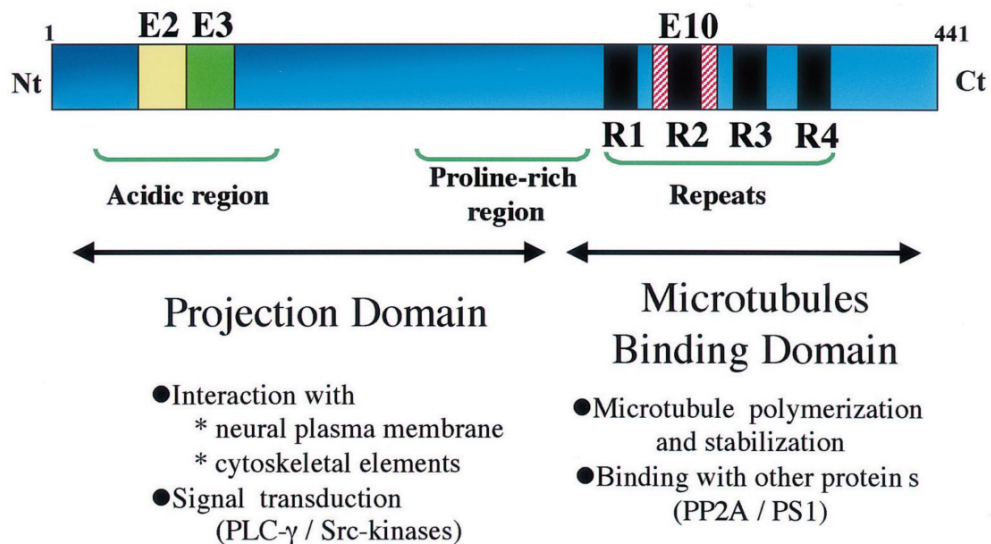 E2 E3 E10
1 441
Nt Ct
R1 R2 R3 R4
Acidic region
Proline-rich
region
Repeats
Projection Domain
●Interaction with
* neural plasma membrane
* cytoskeletal elements
●Signal transduction
(PLC-γ / Src-kinases)
Microtubules
Binding Domain
●Microtubule polymerization
and stabilization
●Binding with other protein s
(PP2A / PS1)